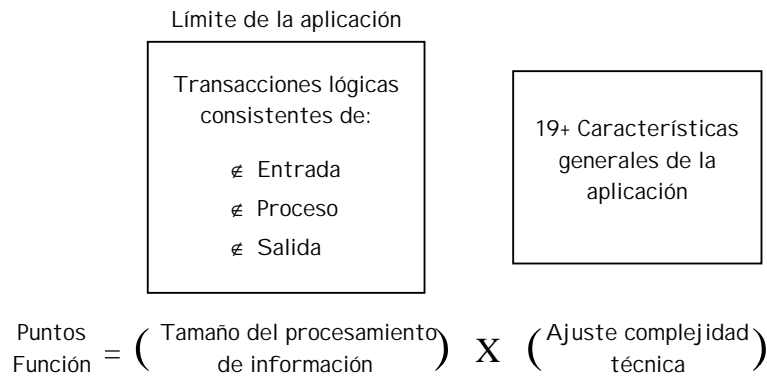 Límite de la aplicación
Transacciones lógicas
consistentes de:
∉ Entrada
∉ Proceso
∉ Salida
19+ Características
generales de la
aplicación
Puntos
Función
=
( Tamaño del procesamiento
de información )
X
( Ajuste complejidad
técnica )